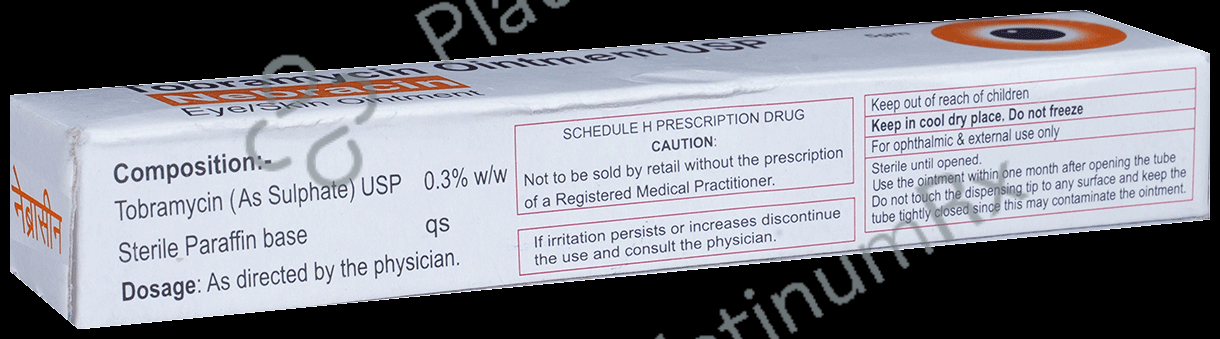 Tobramycin Ointment USP
Nebracin
Eye/Skin Ointment
5gm
नेब्रासीन
Composition:-
Tobramycin (As Sulphate) USP 0.3% w/w
Sterile Paraffin base qs
Dosage: As directed by the physician.
SCHEDULE H PRESCRIPTION DRUG
CAUTION:
Not to be sold by retail without the prescription
of a Registered Medical Practitioner.
If irritation persists or increases discontinue
the use and consult the physician.
Keep out of reach of children
Keep in cool dry place. Do not freeze
For ophthalmic & external use only
Sterile until opened.
Use the ointment within one month after opening the tube
Do not touch the dispensing tip to any surface and keep the
tube tightly closed since this may contaminate the ointment.
Plat
PlatinumRx